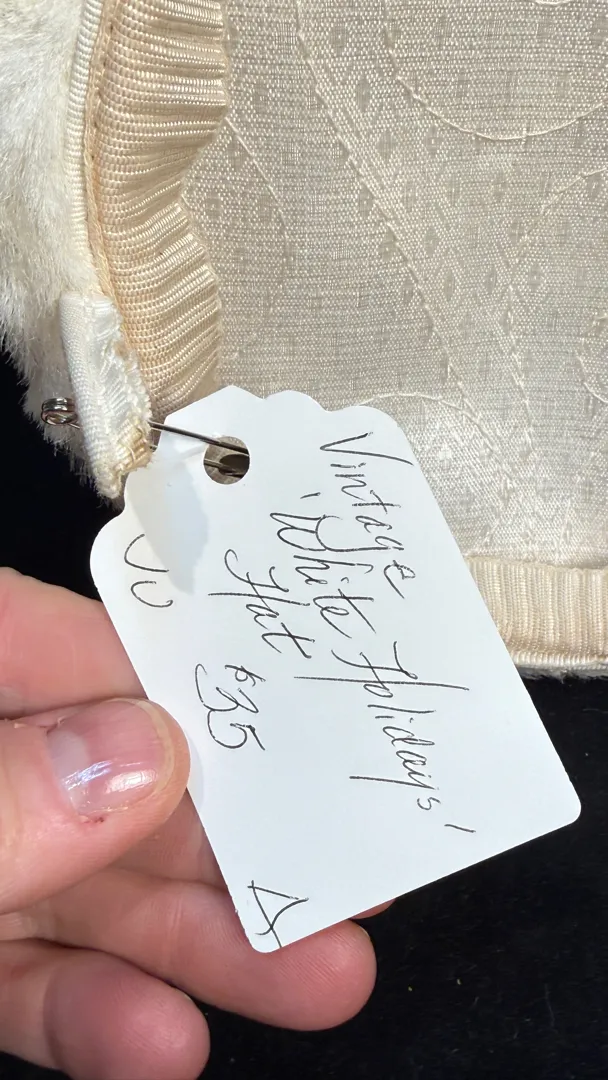 Vintage
'White Holidays'
Hat
$35